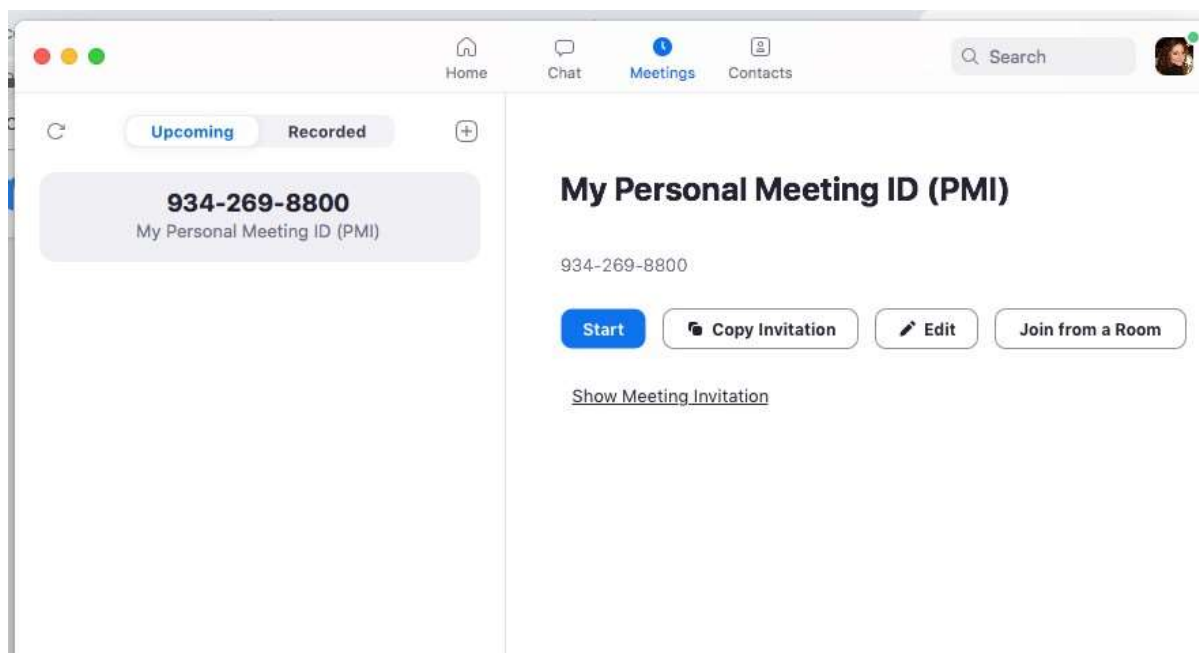 Home Chat Meetings Contacts Search
Upcoming Recorded
934-269-8800
My Personal Meeting ID (PMI)
My Personal Meeting ID (PMI)
934-269-8800
Start Copy Invitation Edit Join from a Room
Show Meeting Invitation